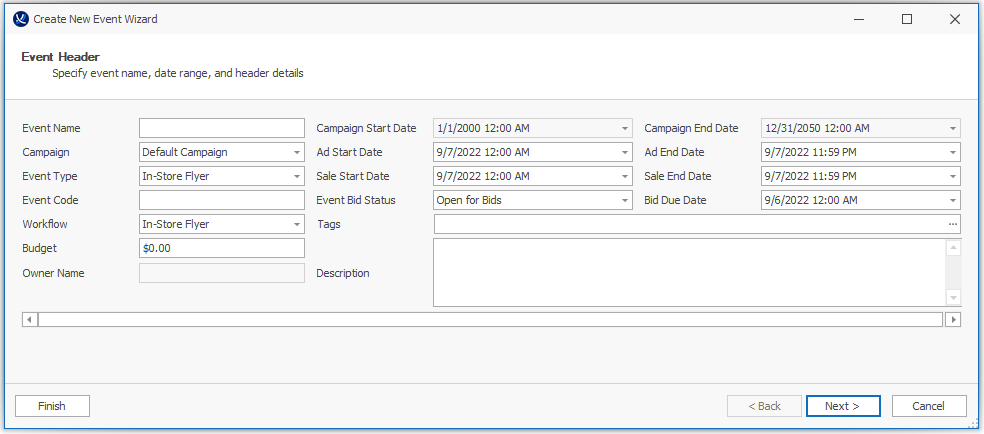 Create New Event Wizard
Event Header
Specify event name, date range, and header details
Event Name Campaign Start Date 1/1/2000 12:00 AM Campaign End Date 12/31/2050 12:00 AM
Campaign Default Campaign Ad Start Date 9/7/2022 12:00 AM Ad End Date 9/7/2022 11:59 PM
Event Type In-Store Flyer Sale Start Date 9/7/2022 12:00 AM Sale End Date 9/7/2022 11:59 PM
Event Code Event Bid Status Open for Bids Bid Due Date 9/6/2022 12:00 AM
Workflow In-Store Flyer Tags ...
Budget $0.00
Owner Name Description
Finish < Back Next > Cancel